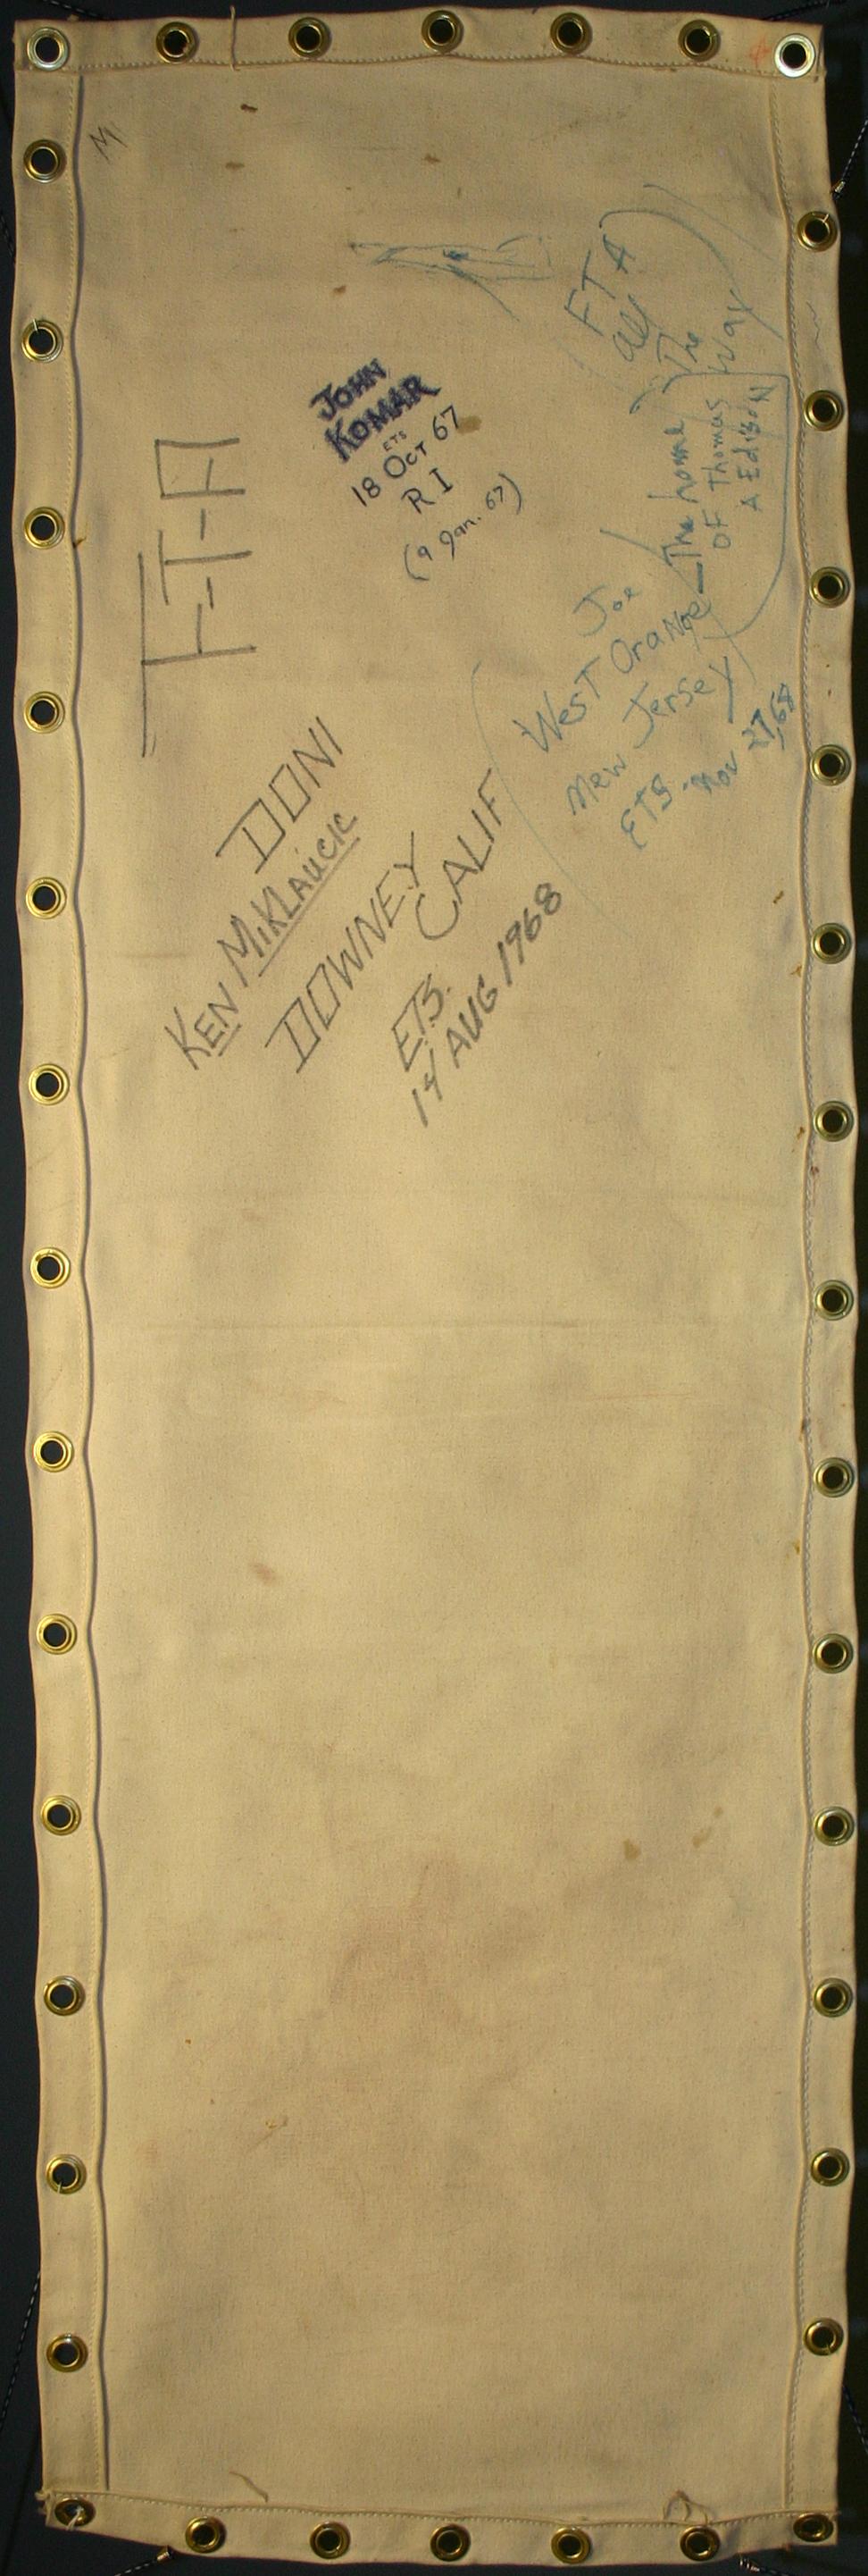 M
FTA
all
The
Way
JOHN
KOMAR
ETS
18 OCT 67
R I
(9 Jan. 67)
F-T-A
The home
OF Thomas
A Edison
Joe
West Orange
New Jersey
ETS - Nov 27, 68
DONI
KEN MIKLAUCIC
DOWNEY
CALIF
ETS.
14 AUG 1968